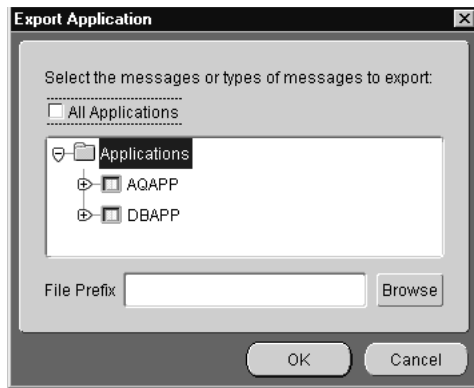 Export Application
Select the messages or types of messages to export:
All Applications
Applications
AQAPP
DBAPP
File Prefix
Browse
OK
Cancel